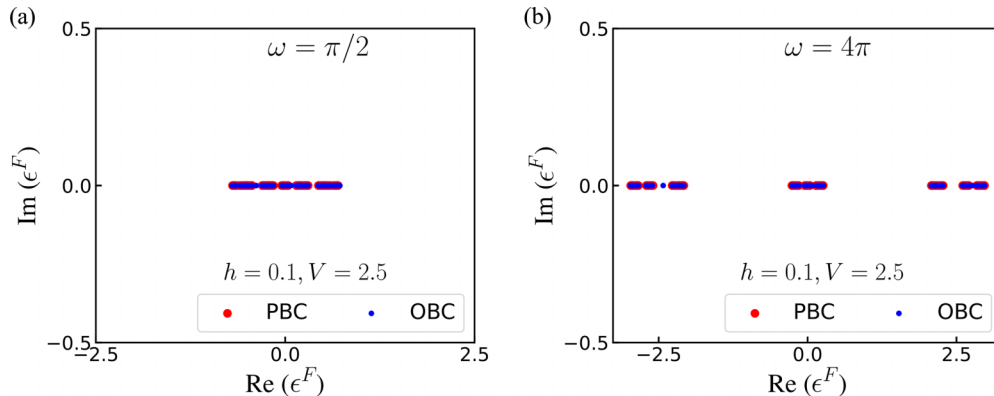 (a)
0.5
ω = π/2
Im (ϵ^F)
0.0
h = 0.1, V = 2.5
PBC OBC
−0.5
−2.5 0.0 2.5
Re (ϵ^F)
(b)
0.5
ω = 4π
Im (ϵ^F)
0.0
h = 0.1, V = 2.5
PBC OBC
−0.5
−2.5 0.0 2.5
Re (ϵ^F)